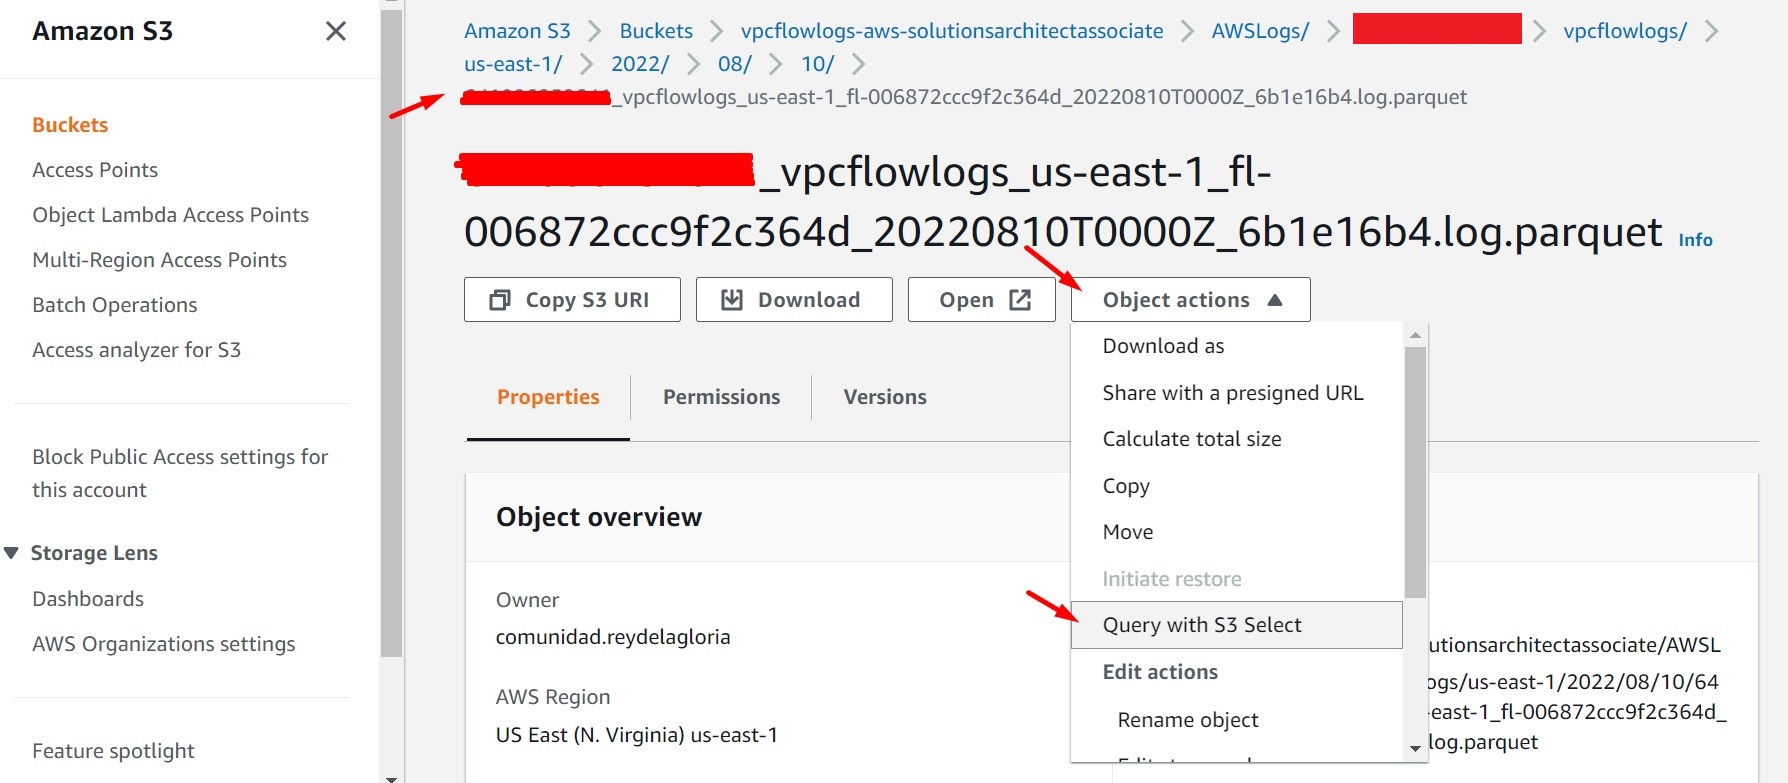 Amazon S3
Buckets
Access Points
Object Lambda Access Points
Multi-Region Access Points
Batch Operations
Access analyzer for S3
Block Public Access settings for
this account
Storage Lens
Dashboards
AWS Organizations settings
Feature spotlight
Amazon S3 > Buckets > vpcflowlogs-aws-solutionsarchitectassociate > AWSLogs/ > > vpcflowlogs/ >
us-east-1/ > 2022/ > 08/ > 10/ >
_vpcflowlogs_us-east-1_fl-006872ccc9f2c364d_20220810T0000Z_6b1e16b4.log.parquet
_vpcflowlogs_us-east-1_fl-
006872ccc9f2c364d_20220810T0000Z_6b1e16b4.log.parquet Info
Copy S3 URI Download Open Object actions
Download as
Share with a presigned URL
Calculate total size
Copy
Move
Initiate restore
Query with S3 Select
Edit actions
Rename object
Properties Permissions Versions
Object overview
Owner
comunidad.reydelagloria
AWS Region
US East (N. Virginia) us-east-1
utionsarchitectassociate/AWSL
ogs/us-east-1/2022/08/10/64
east-1_fl-006872ccc9f2c364d_
log.parquet